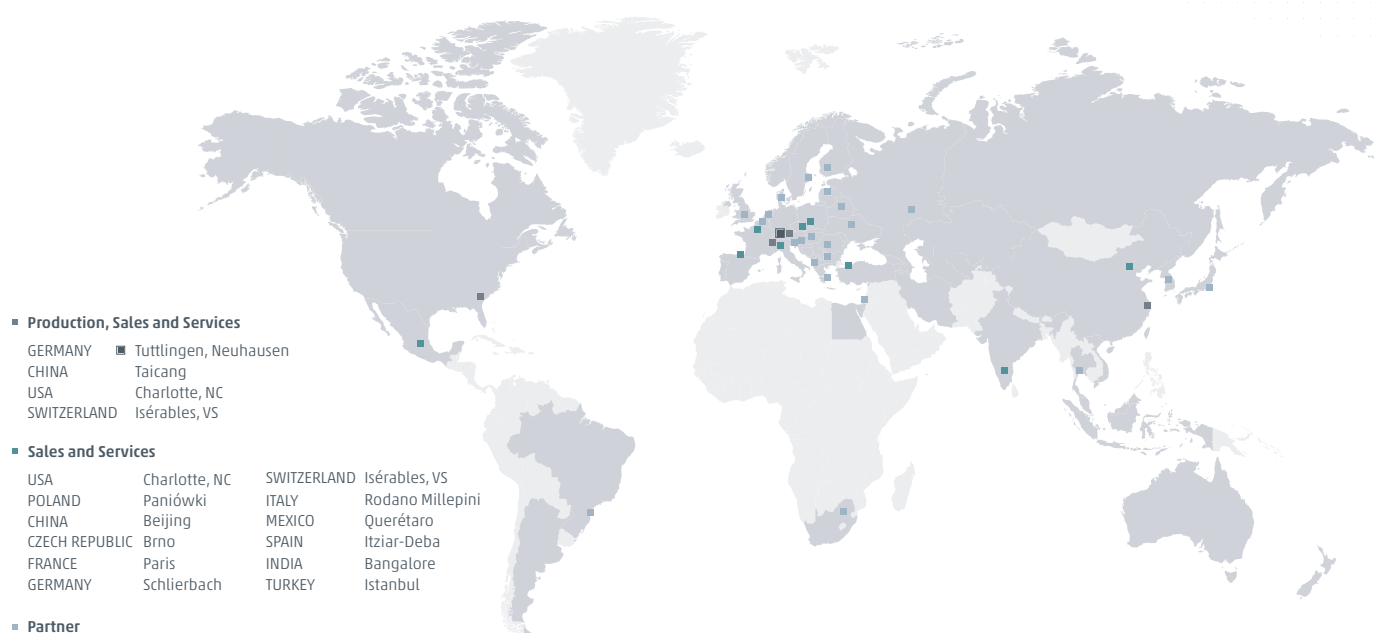 Production, Sales and Services
GERMANY Tuttlingen, Neuhausen
CHINA Taicang
USA Charlotte, NC
SWITZERLAND Isérables, VS
Sales and Services
USA Charlotte, NC SWITZERLAND Isérables, VS
POLAND Paniówki ITALY Rodano Millepini
CHINA Beijing MEXICO Querétaro
CZECH REPUBLIC Brno SPAIN Itziar-Deba
FRANCE Paris INDIA Bangalore
GERMANY Schlierbach TURKEY Istanbul
Partner